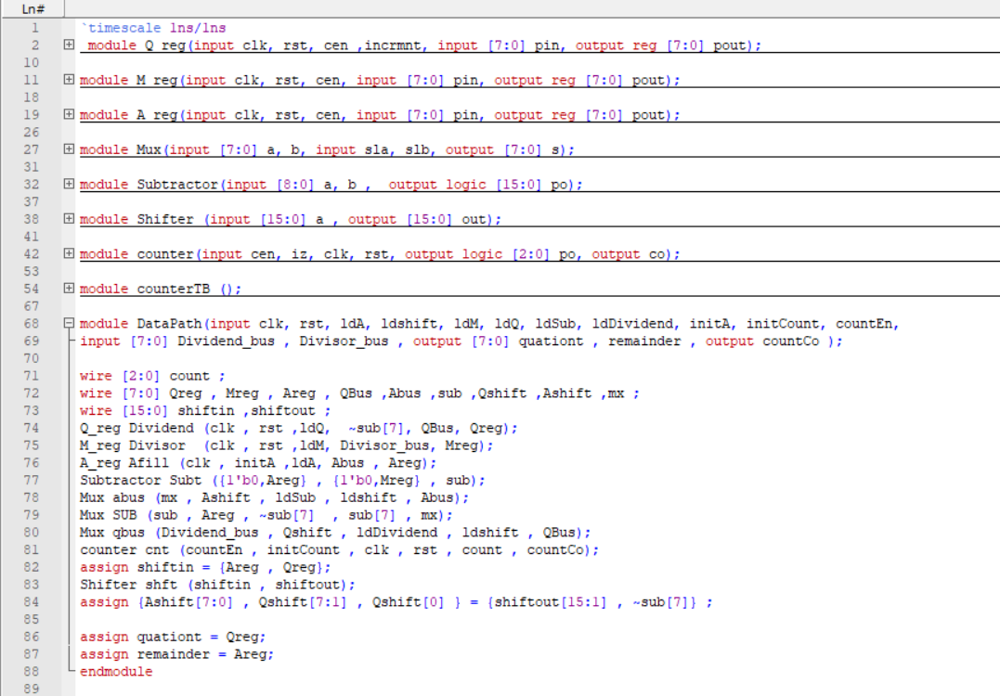 Ln#
1 `timescale 1ns/1ns
2 module Q_reg(input clk, rst, cen ,incrmnt, input [7:0] pin, output reg [7:0] pout);
10
11 module M_reg(input clk, rst, cen, input [7:0] pin, output reg [7:0] pout);
18
19 module A_reg(input clk, rst, cen, input [7:0] pin, output reg [7:0] pout);
26
27 module Mux(input [7:0] a, b, input sla, slb, output [7:0] s);
31
32 module Subtractor(input [8:0] a, b ,  output logic [15:0] po);
37
38 module Shifter (input [15:0] a , output [15:0] out);
41
42 module counter(input cen, iz, clk, rst, output logic [2:0] po, output co);
53
54 module counterTB ();
67
68 module DataPath(input clk, rst, ldA, ldshift, ldM, ldQ, ldSub, ldDividend, initA, initCount, countEn,
69 input [7:0] Dividend_bus , Divisor_bus , output [7:0] quationt , remainder , output countCo );
70
71 wire [2:0] count ;
72 wire [7:0] Qreg , Mreg , Areg , QBus ,Abus ,sub ,Qshift ,Ashift ,mx ;
73 wire [15:0] shiftin ,shiftout ;
74 Q_reg Dividend (clk , rst ,ldQ,  ~sub[7], QBus, Qreg);
75 M_reg Divisor  (clk , rst ,ldM, Divisor_bus, Mreg);
76 A_reg Afill (clk , initA ,ldA, Abus , Areg);
77 Subtractor Subt ({1'b0,Areg} , {1'b0,Mreg} , sub);
78 Mux abus (mx , Ashift , ldSub , ldshift , Abus);
79 Mux SUB (sub , Areg , ~sub[7]  , sub[7] , mx);
80 Mux qbus (Dividend_bus , Qshift , ldDividend , ldshift , QBus);
81 counter cnt (countEn , initCount , clk , rst , count , countCo);
82 assign shiftin = {Areg , Qreg};
83 Shifter shft (shiftin , shiftout);
84 assign {Ashift[7:0] , Qshift[7:1] , Qshift[0] } = {shiftout[15:1] , ~sub[7]} ;
85
86 assign quationt = Qreg;
87 assign remainder = Areg;
88 endmodule
89